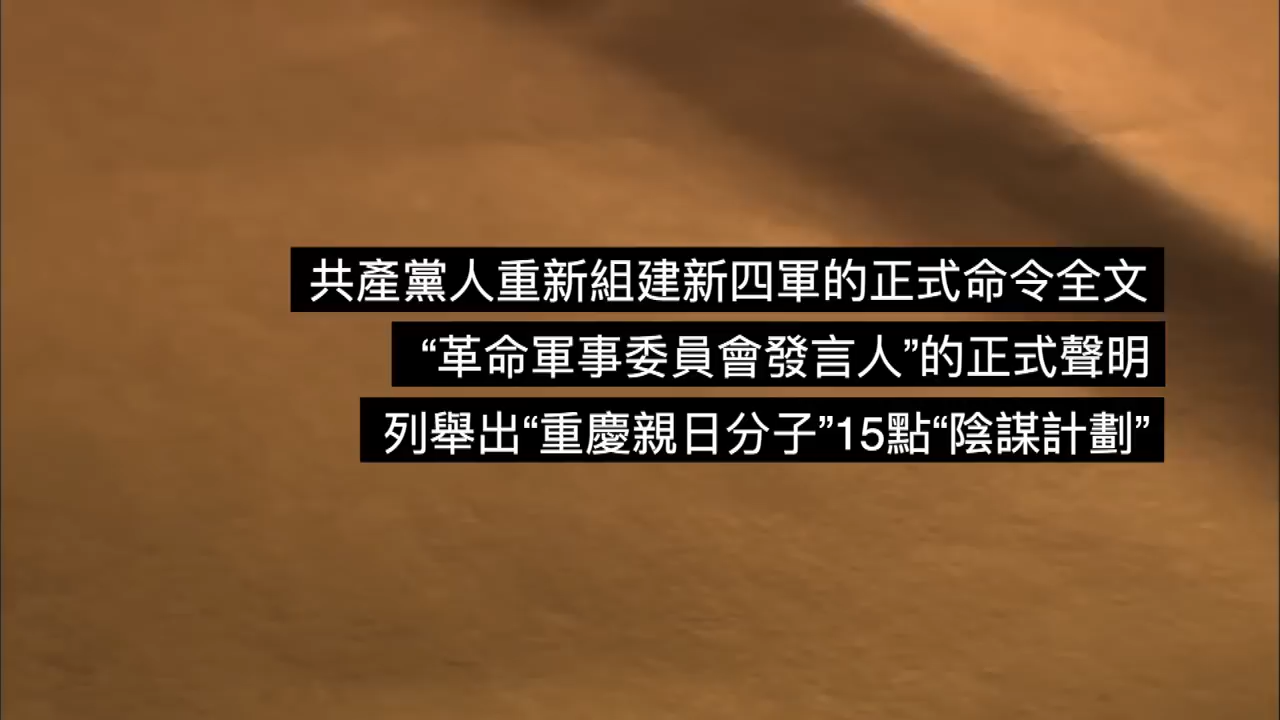 共產黨人重新組建新四軍的正式命令全文
“革命軍事委員會發言人”的正式聲明
列舉出“重慶親日分子”15點“陰謀計劃”